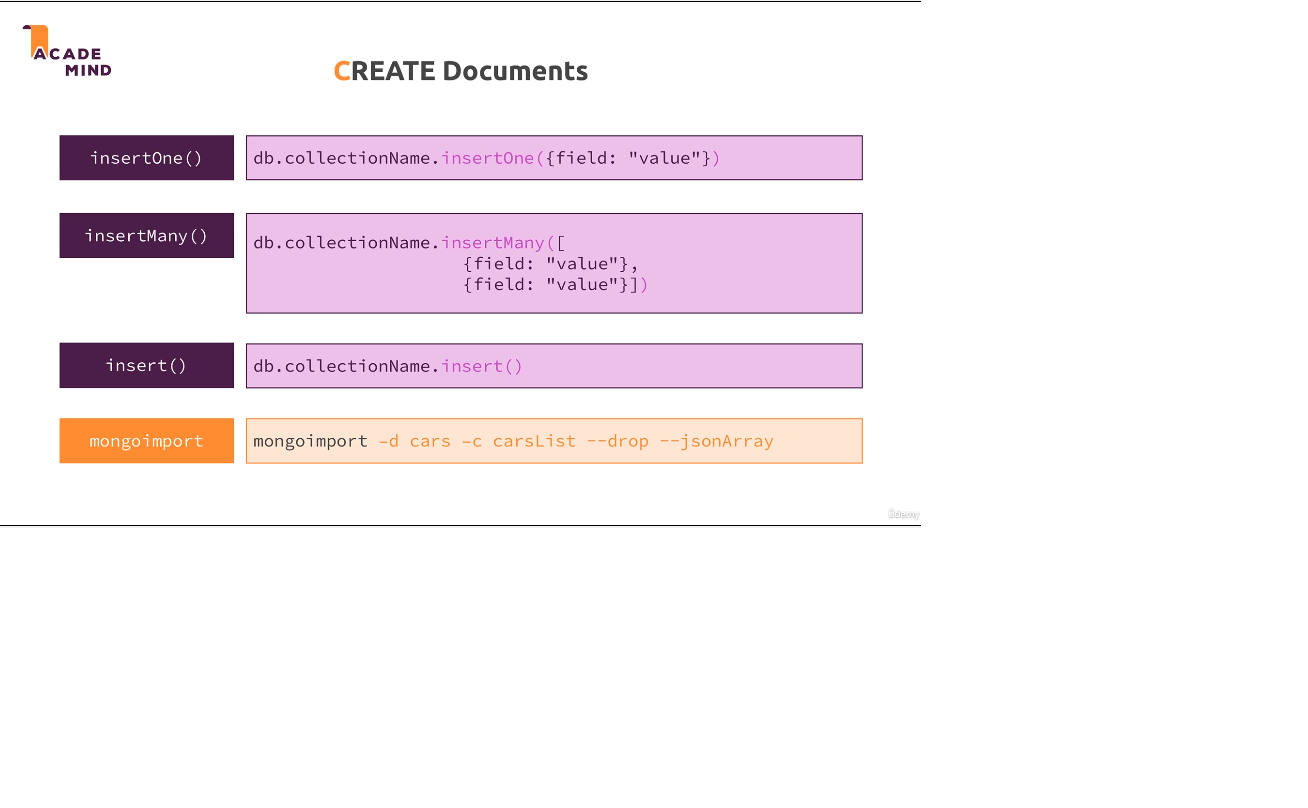 ACADE
MIND
CREATE Documents
insertOne()
db.collectionName.insertOne({field: "value"})
insertMany()
db.collectionName.insertMany([
{field: "value"},
{field: "value"}])
insert()
db.collectionName.insert()
mongoimport
mongoimport –d cars –c carsList --drop --jsonArray
Udemy